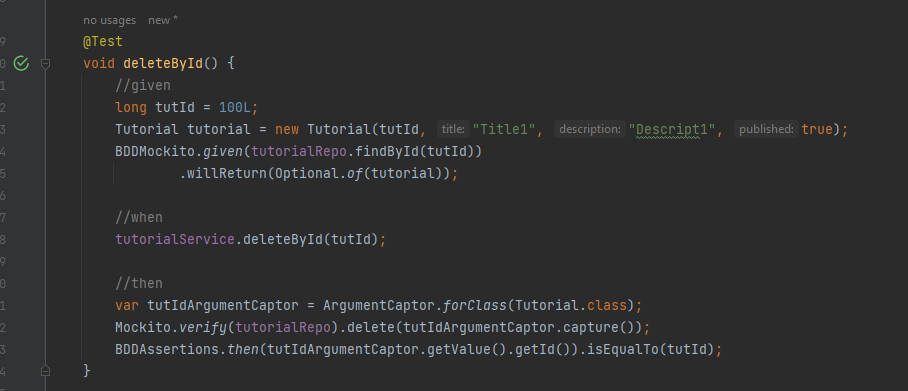 no usages new *
9 @Test
0 void deleteById() {
1 //given
2 long tutId = 100L;
3 Tutorial tutorial = new Tutorial(tutId, title: "Title1", description: "Descript1", published: true);
4 BDDMockito.given(tutorialRepo.findById(tutId))
5 .willReturn(Optional.of(tutorial));
6
7 //when
8 tutorialService.deleteById(tutId);
9
0 //then
1 var tutIdArgumentCaptor = ArgumentCaptor.forClass(Tutorial.class);
2 Mockito.verify(tutorialRepo).delete(tutIdArgumentCaptor.capture());
3 BDDAssertions.then(tutIdArgumentCaptor.getValue().getId()).isEqualTo(tutId);
4 }